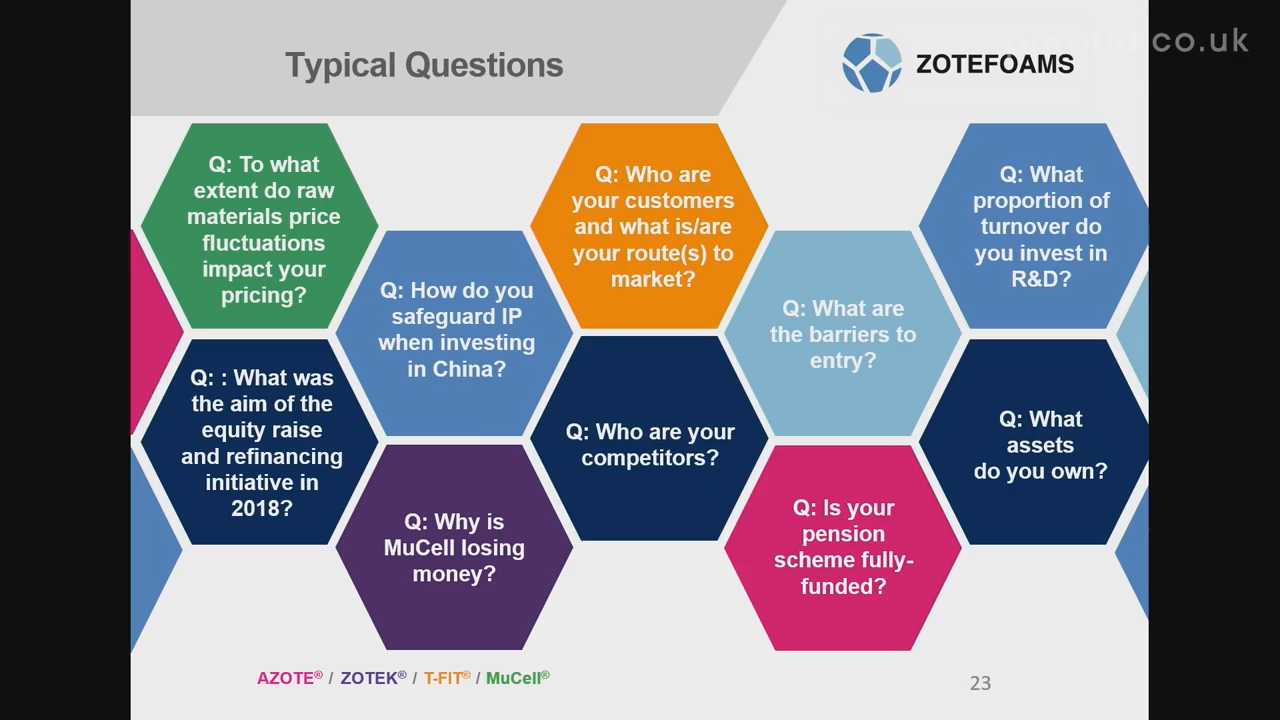 Typical Questions
ZOTEFOAMS
world.co.uk
Q: To what
extent do raw
materials price
fluctuations
impact your
pricing?
Q: How do you
safeguard IP
when investing
in China?
Q: Who are
your customers
and what is/are
your route(s) to
market?
Q: What are
the barriers to
entry?
Q: What
proportion of
turnover do
you invest in
R&D?
Q: : What was
the aim of the
equity raise
and refinancing
initiative in
2018?
Q: Why is
MuCell losing
money?
Q: Who are your
competitors?
Q: Is your
pension
scheme fully-
funded?
Q: What
assets
do you own?
AZOTE® / ZOTEK® / T-FIT® / MuCell®
23